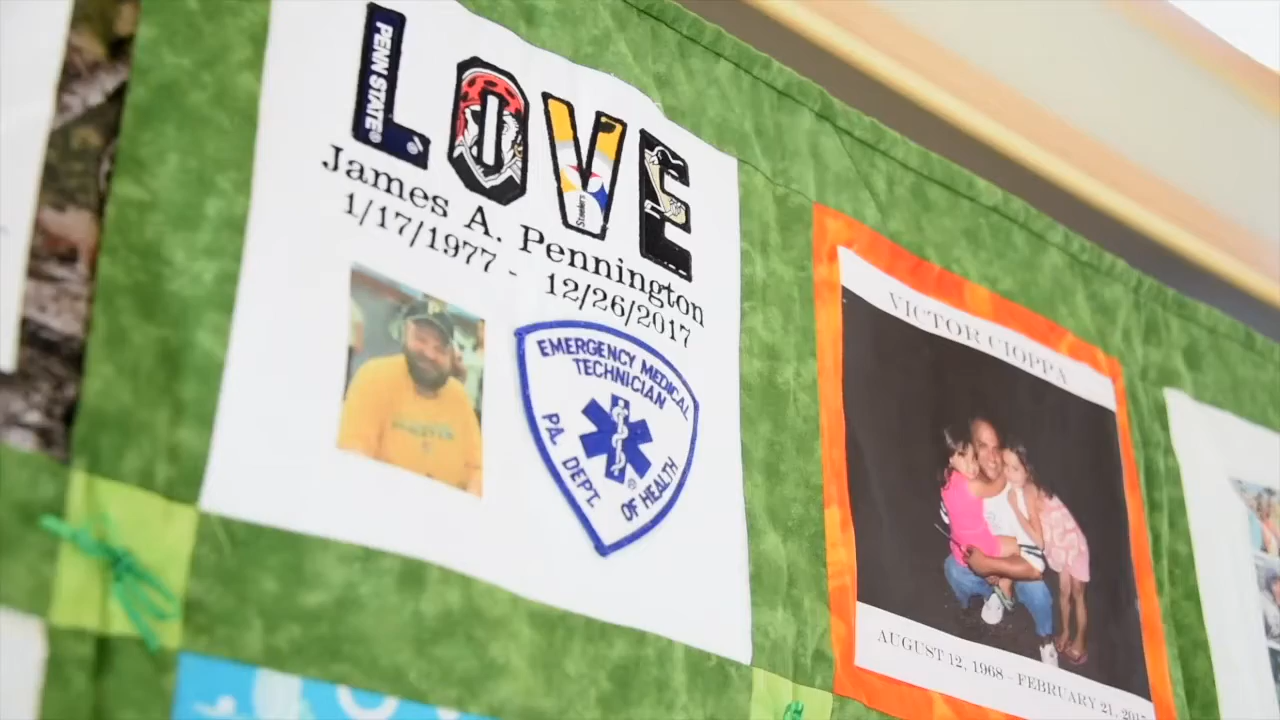 LOVE
PENN STATE®
Steelers
James A. Pennington
1/17/1977 - 12/26/2017
EMERGENCY MEDICAL
TECHNICIAN
PA. DEPT. OF HEALTH
®
VICTOR CIOPPA
AUGUST 12, 1968 - FEBRUARY 21, 2017